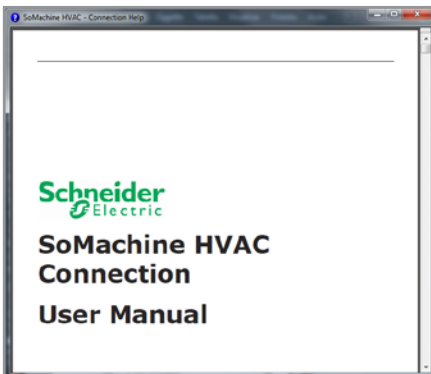 SoMachine HVAC - Connection Help
Schneider
Electric
SoMachine HVAC
Connection
User Manual